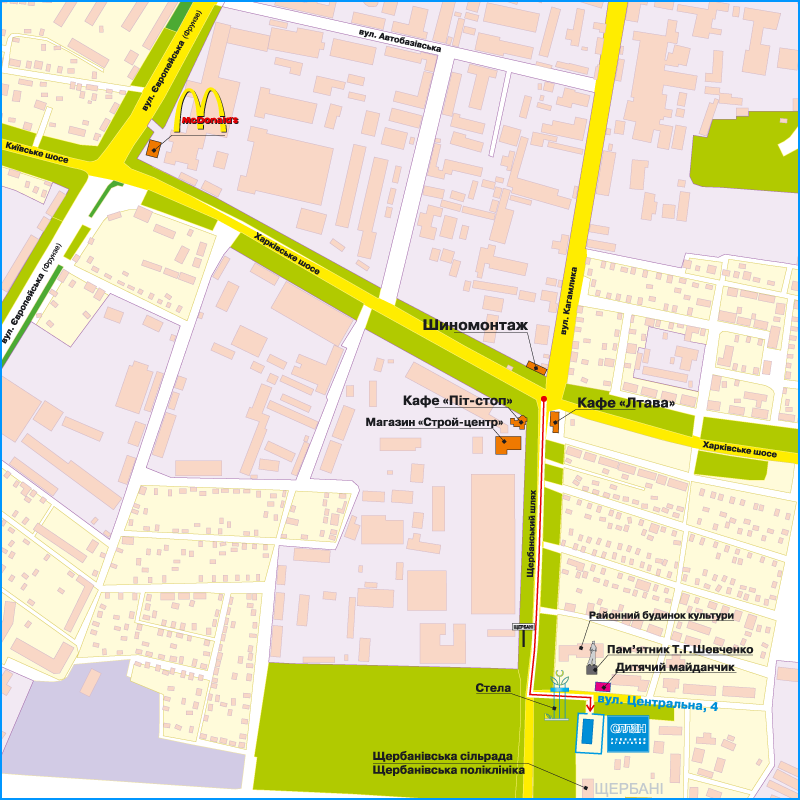 вул. Автобазівська
вул. Європейська (Фрунзе)
McDonald's
Київське шосе
Харківське шосе
вул. Європейська (Фрунзе)
вул. Кагамлика
Шиномонтаж
Кафе «Піт-стоп»
Кафе «Лтава»
Магазин «Строй-центр»
Харківське шосе
Щербанський шлях
Районний будинок культури
ЩЕРБАНІ
Пам'ятник Т.Г.Шевченко
Дитячий майданчик
Стела
вул. Центральна, 4
Щербанівська сільрада
Щербанівська поліклініка
ЩЕРБАНІ